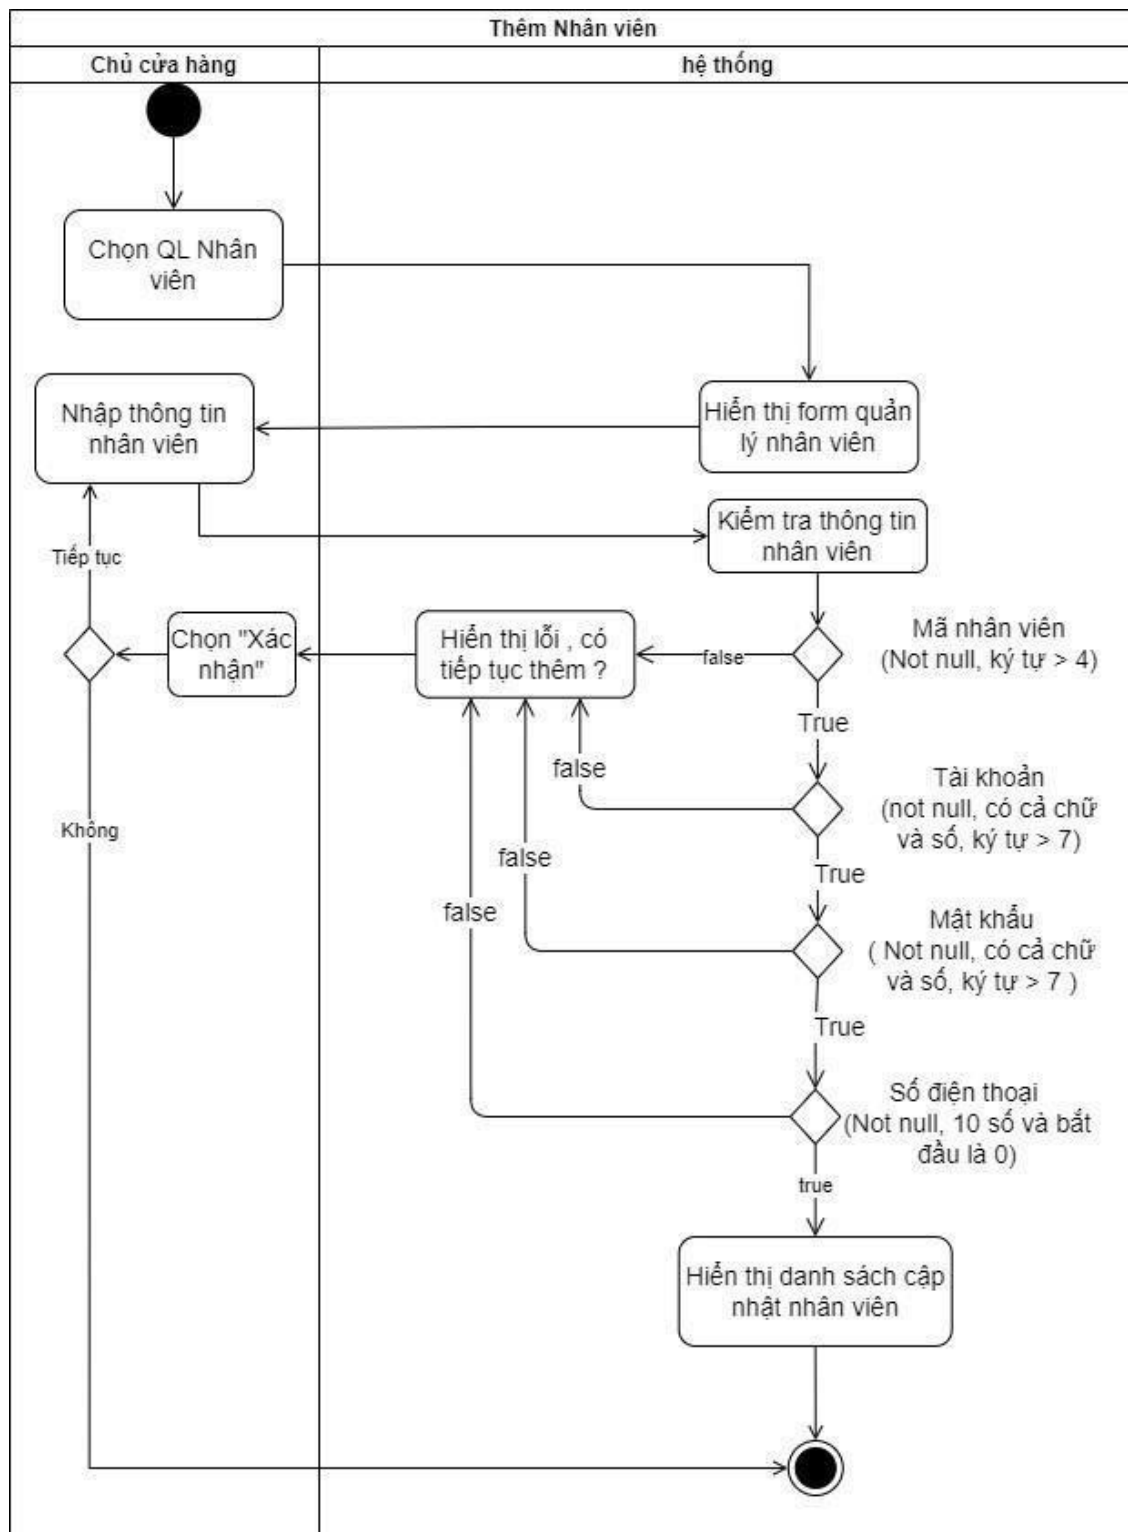 Thêm Nhân viên
Chủ cửa hàng
hệ thống
Chọn QL Nhân
viên
Nhập thông tin
nhân viên
Hiển thị form quản
lý nhân viên
Kiểm tra thông tin
nhân viên
Tiếp tục
Chọn "Xác
nhận"
Hiển thị lỗi , có
tiếp tục thêm ?
false
Mã nhân viên
(Not null, ký tự > 4)
True
false
Tài khoản
(not null, có cả chữ
và số, ký tự > 7)
Không
false
True
false
Mật khẩu
( Not null, có cả chữ
và số, ký tự > 7 )
True
Số điện thoại
(Not null, 10 số và bắt
đầu là 0)
true
Hiển thị danh sách cập
nhật nhân viên